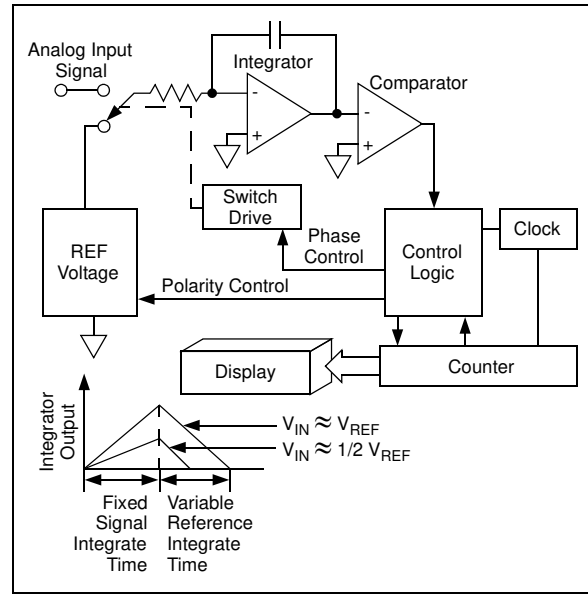 Analog Input
Signal
Integrator
Comparator
-
+
-
+
Switch
Drive
REF
Voltage
Phase
Control
Control
Logic
Clock
Polarity Control
Display
Counter
Integrator
Output
V_IN ≈ V_REF
V_IN ≈ 1/2 V_REF
Fixed
Signal
Integrate
Time
Variable
Reference
Integrate
Time